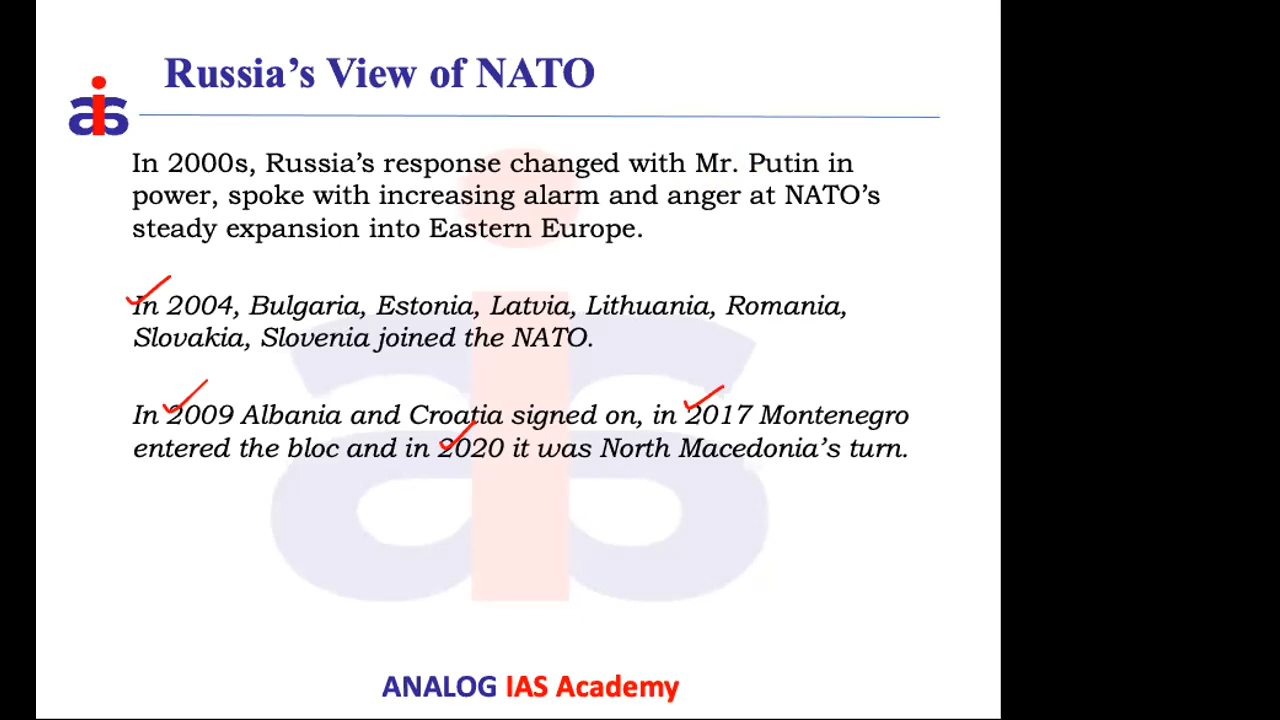 Russia's View of NATO
ias
In 2000s, Russia's response changed with Mr. Putin in
power, spoke with increasing alarm and anger at NATO's
steady expansion into Eastern Europe.
In 2004, Bulgaria, Estonia, Latvia, Lithuania, Romania,
Slovakia, Slovenia joined the NATO.
In 2009 Albania and Croatia signed on, in 2017 Montenegro
entered the bloc and in 2020 it was North Macedonia's turn.
ANALOG IAS Academy